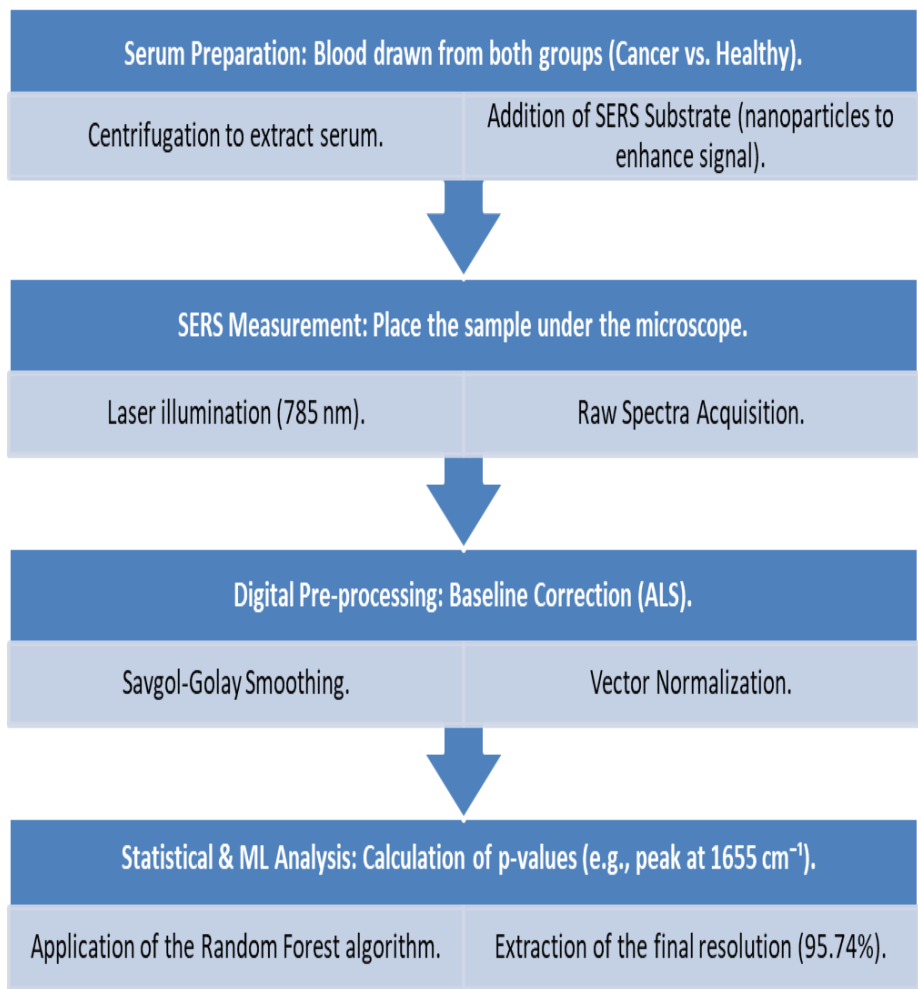 Serum Preparation: Blood drawn from both groups (Cancer vs. Healthy).
Centrifugation to extract serum.
Addition of SERS Substrate (nanoparticles to
enhance signal).
SERS Measurement: Place the sample under the microscope.
Laser illumination (785 nm).
Raw Spectra Acquisition.
Digital Pre-processing: Baseline Correction (ALS).
Savgol-Golay Smoothing.
Vector Normalization.
Statistical & ML Analysis: Calculation of p-values (e.g., peak at 1655 cm⁻¹).
Application of the Random Forest algorithm.
Extraction of the final resolution (95.74%).